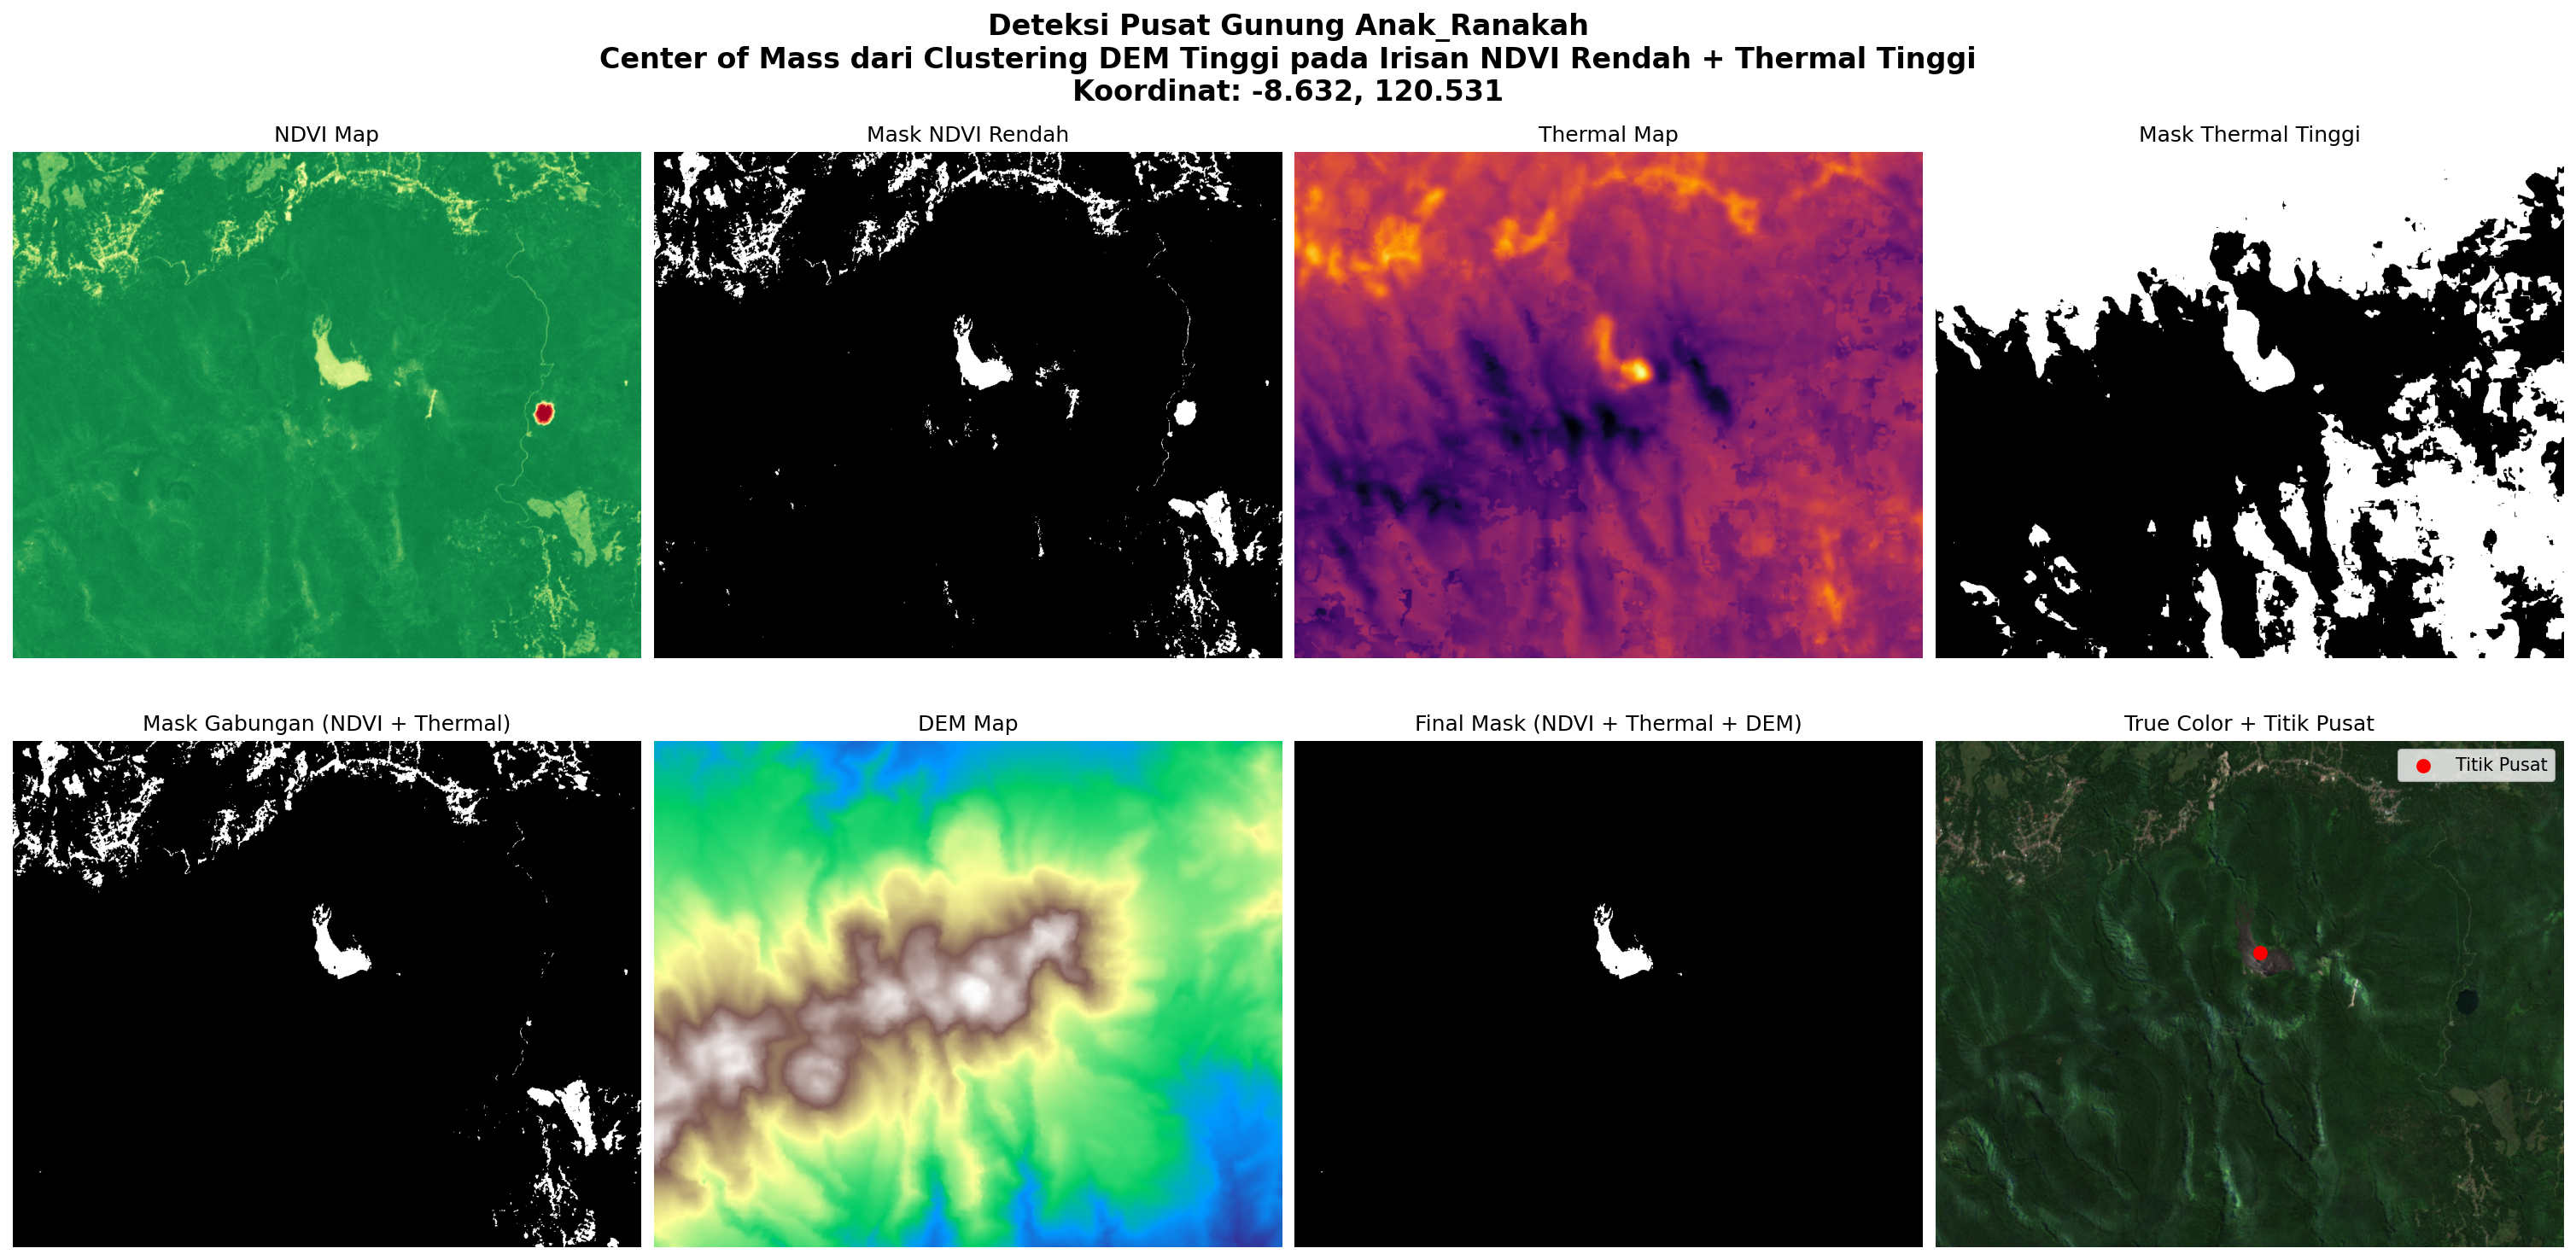 Deteksi Pusat Gunung Anak_Ranakah
Center of Mass dari Clustering DEM Tinggi pada Irisan NDVI Rendah + Thermal Tinggi
Koordinat: -8.632, 120.531
NDVI Map
Mask NDVI Rendah
Thermal Map
Mask Thermal Tinggi
Mask Gabungan (NDVI + Thermal)
DEM Map
Final Mask (NDVI + Thermal + DEM)
True Color + Titik Pusat
Titik Pusat